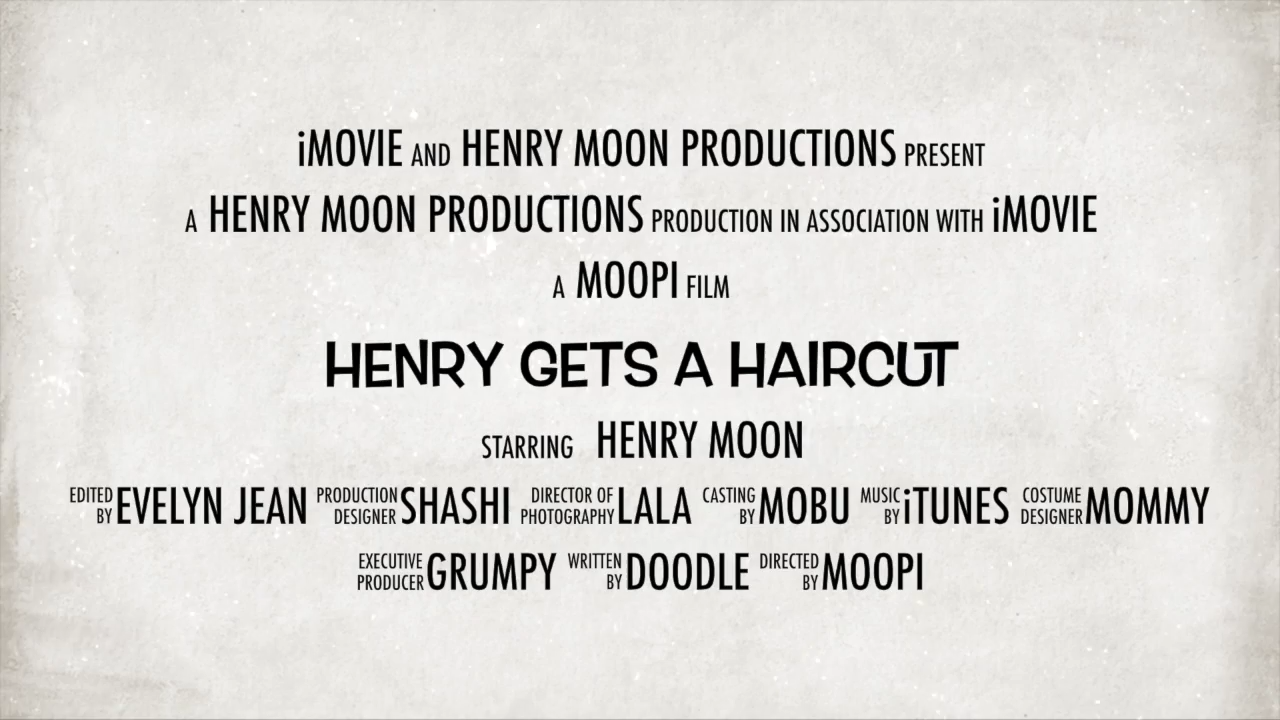 iMOVIE AND HENRY MOON PRODUCTIONS PRESENT
A HENRY MOON PRODUCTIONS PRODUCTION IN ASSOCIATION WITH iMOVIE
A MOOPI FILM
HENRY GETS A HAIRCUT
STARRING HENRY MOON
EDITED BY EVELYN JEAN PRODUCTION DESIGNER SHASHI DIRECTOR OF PHOTOGRAPHY LALA CASTING BY MOBU MUSIC BY iTUNES COSTUME DESIGNER MOMMY
EXECUTIVE PRODUCER GRUMPY WRITTEN BY DOODLE DIRECTED BY MOOPI